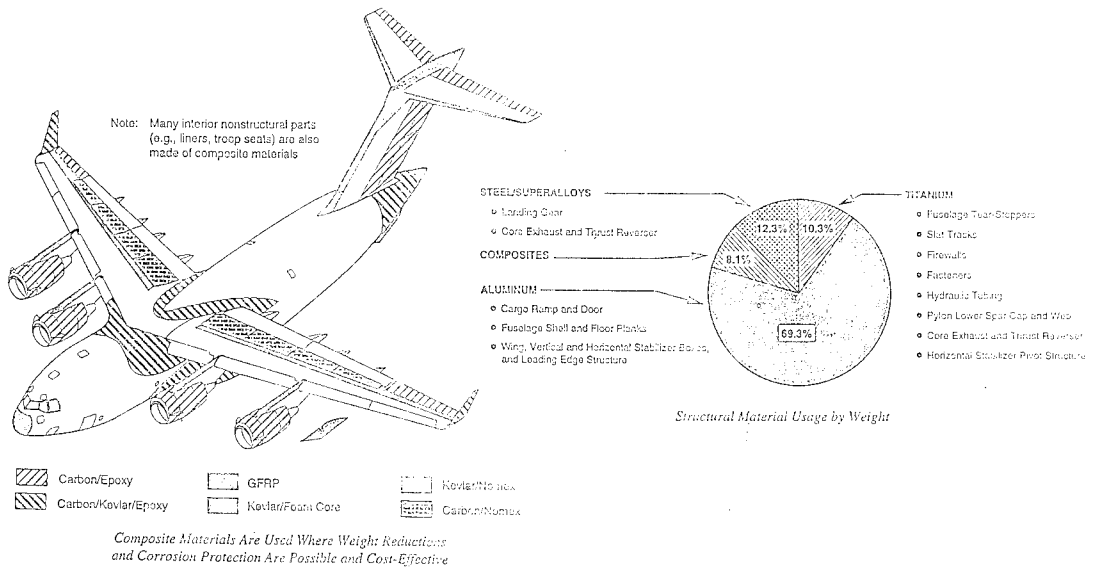 Note: Many interior nonstructural parts
(e.g., liners, troop seats) are also
made of composite materials
STEEL/SUPERALLOYS
Landing Gear
Core Exhaust and Thrust Reverser
COMPOSITES
ALUMINUM
Cargo Ramp and Door
Fuselage Shell and Floor Planks
Wing, Vertical and Horizontal Stabilizer Boxes,
and Leading Edge Structure
12.3%
10.3%
8.1%
69.3%
TITANIUM
Fuselage Tear-Stoppers
Slat Tracks
Firewalls
Fasteners
Hydraulic Tubing
Pylon Lower Spar Cap and Web
Core Exhaust and Thrust Reverser
Horizontal Stabilizer Pivot Structure
Structural Material Usage by Weight
Carbon/Epoxy
GFRP
Kevlar/Nomex
Carbon/Kevlar/Epoxy
Kevlar/Foam Core
Carbon/Nomex
Composite Materials Are Used Where Weight Reductions
and Corrosion Protection Are Possible and Cost-Effective